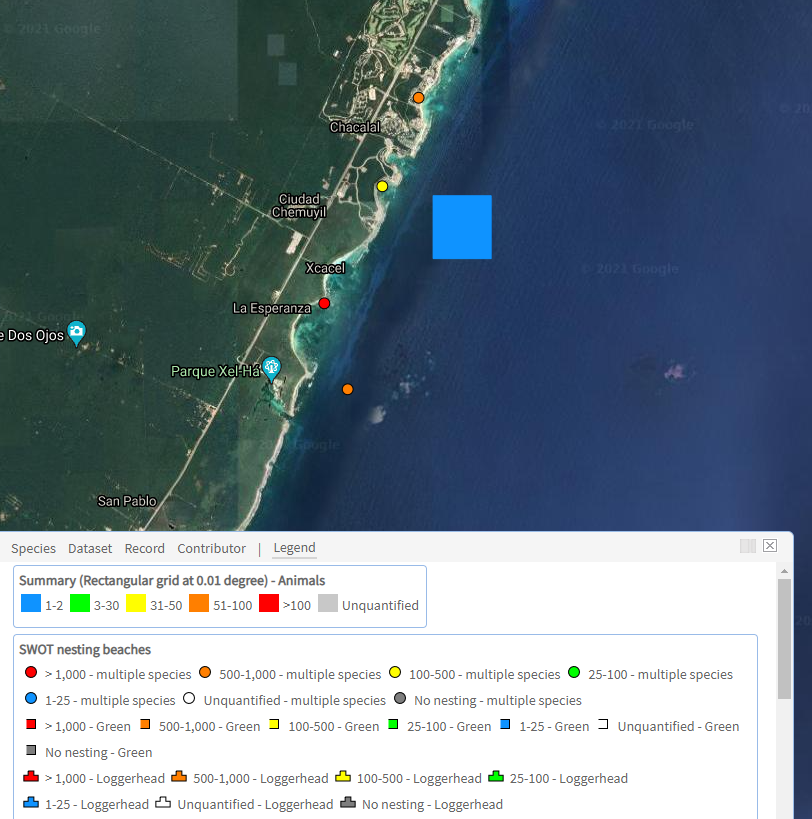 © 2021 Google
Chacalal
© 2021 Google
Ciudad
Chemuyil
Xcacel
© 2021 Google
La Esperanza
2021 Google
e Dos Ojos
Parque Xel-Há
Google
San Pablo
Species Dataset Record Contributor | Legend
Summary (Rectangular grid at 0.01 degree) - Animals
1-2 3-30 31-50 51-100 >100 Unquantified
SWOT nesting beaches
> 1,000 - multiple species 500-1,000 - multiple species 100-500 - multiple species 25-100 - multiple species
1-25 - multiple species Unquantified - multiple species No nesting - multiple species
> 1,000 - Green 500-1,000 - Green 100-500 - Green 25-100 - Green 1-25 - Green Unquantified - Green
No nesting - Green
> 1,000 - Loggerhead 500-1,000 - Loggerhead 100-500 - Loggerhead 25-100 - Loggerhead
1-25 - Loggerhead Unquantified - Loggerhead No nesting - Loggerhead